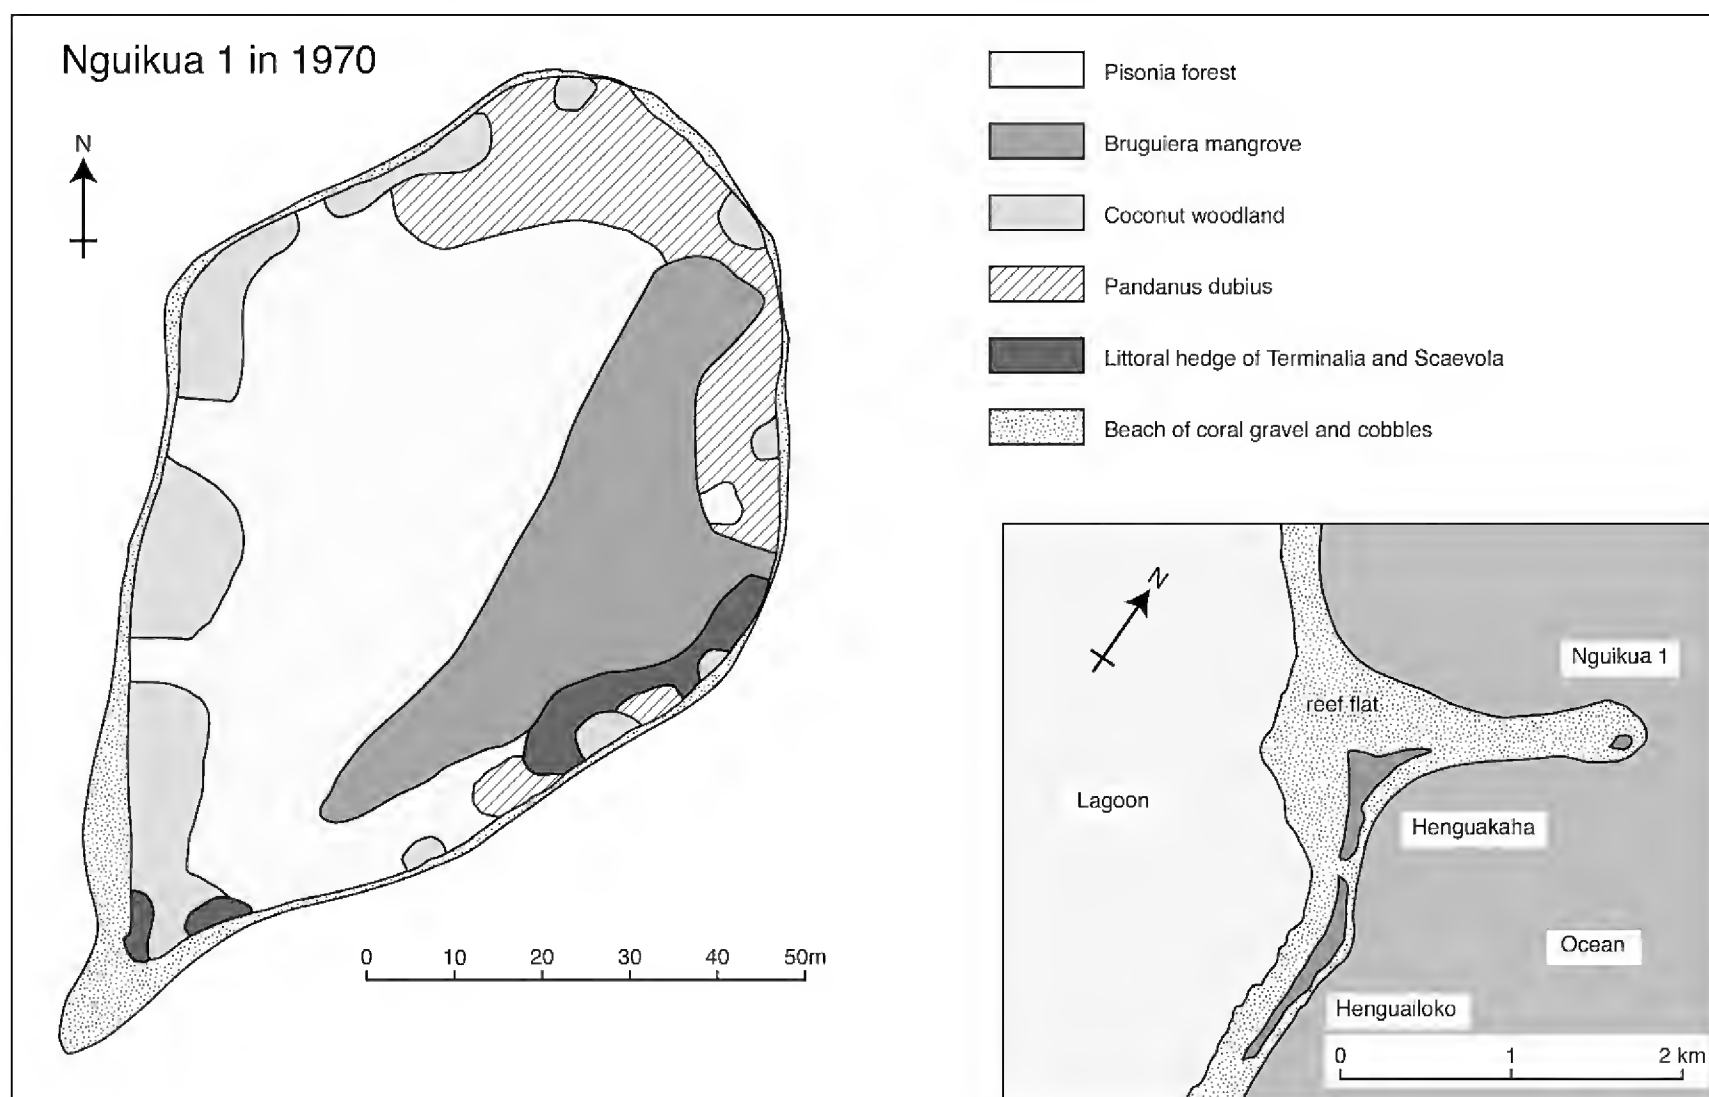 Nguikua 1 in 1970
N
Pisonia forest
Bruguiera mangrove
Coconut woodland
Pandanus dubius
Littoral hedge of Terminalia and Scaevola
Beach of coral gravel and cobbles
0 10 20 30 40 50m
N
Nguikua 1
reef flat
Lagoon
Henguakaha
Ocean
Henguailoko
0 1 2 km